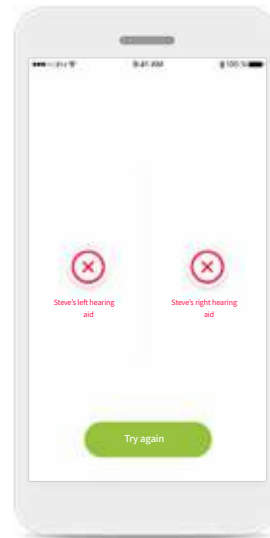 9:41 AM
100 %
Steve's left hearing
aid
Steve's right hearing
aid
Try again